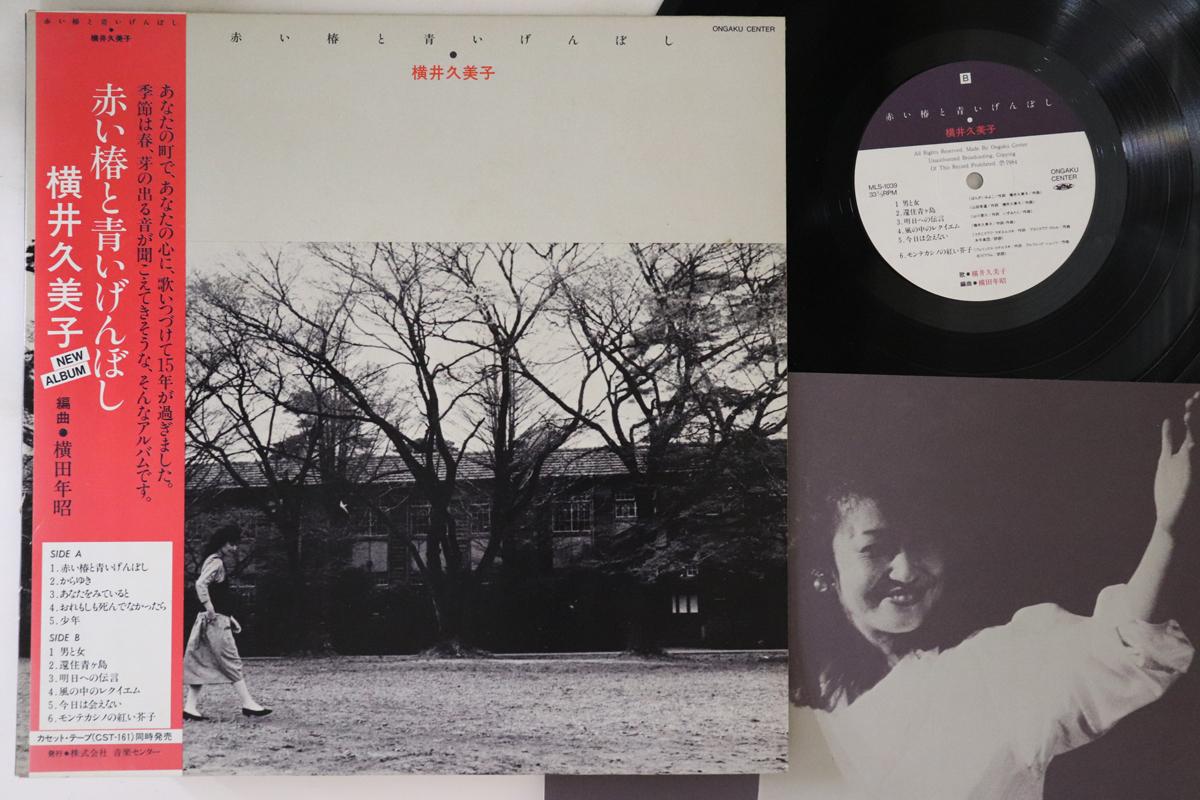 赤い椿と青いげんぼし
●
横井久美子
あなたの町で、あなたの心に、歌いつづけて15年が過ぎました。
季節は春、芽の出る音が聞こえてきそうな、そんなアルバムです。
赤い椿と青いげんぼし
横井久美子
NEW ALBUM
編曲●横田年昭
SIDE A
1.赤い椿と青いげんぼし
2.からゆき
3.あなたをみていると
4.おれもしも死んでなかったら
5.少年
SIDE B
1 男と女
2.還住青ヶ島
3.明日への伝言
4.風の中のレクイエム
5.今日は会えない
6.モンテカシノの紅い芥子
カセット・テープ(CST-161)同時発売
発行●株式会社 音楽センター
赤い椿と青いげんぼし
●
横井久美子
ONGAKU CENTER
B
赤い椿と青いげんぼし
●
横井久美子
All Rights Reserved. Made By Ongaku Center
Unauthorized Broadcasting, Copying
Of This Record Prohibited. ℗1984
MLS-1039
33 1/3RPM
ONGAKU
CENTER
1 男と女
2.還住青ヶ島
3.明日への伝言
4.風の中のレクイエム
5.今日は会えない
6.モンテカシノの紅い芥子
歌●横井久美子
編曲●横田年昭